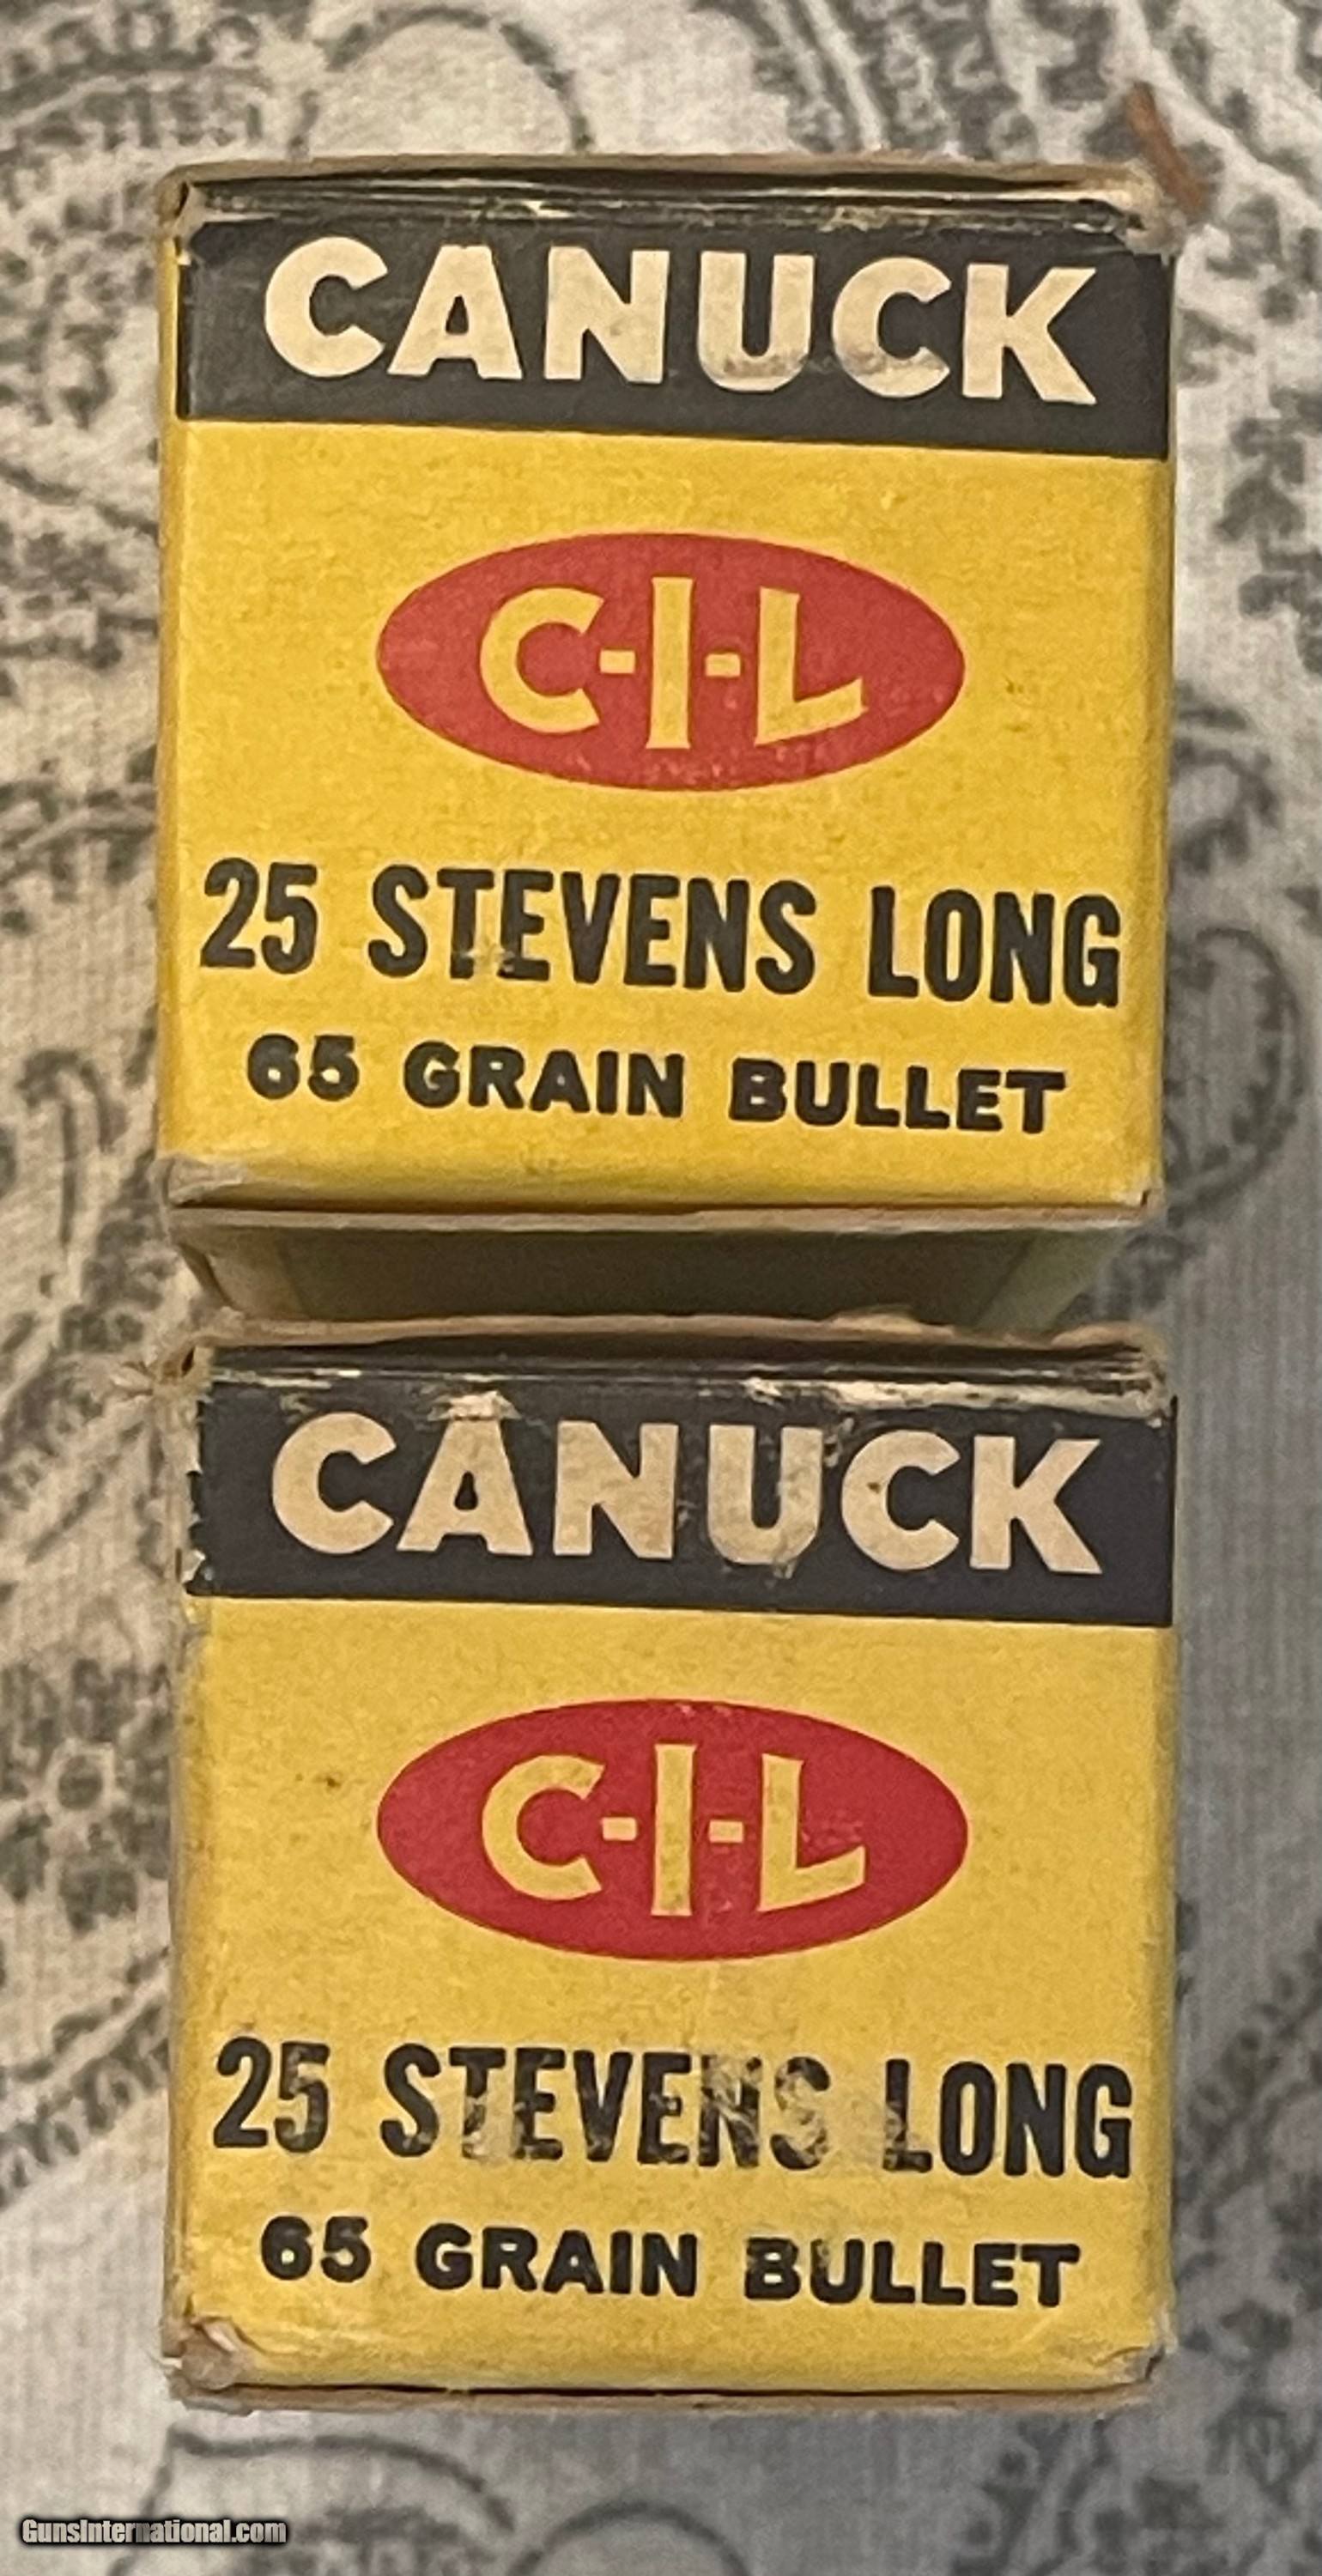 CANUCK
C-I-L
25 STEVENS LONG
65 GRAIN BULLET
CANUCK
C-I-L
25 STEVENS LONG
65 GRAIN BULLET
GunsInternational.com